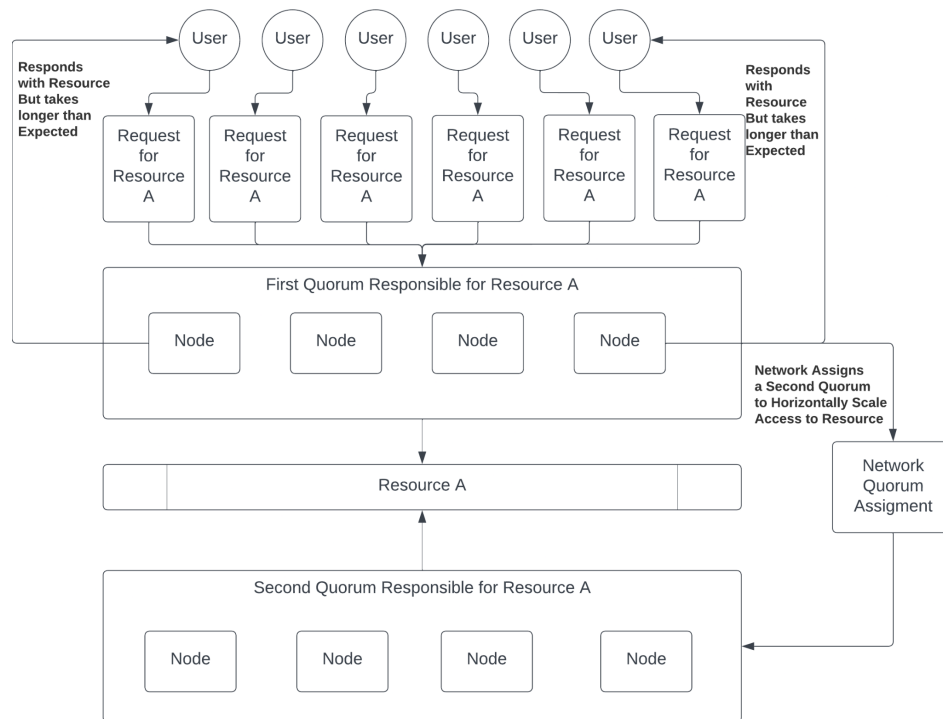 User
User
User
User
User
User
Responds
with Resource
But takes
longer than
Expected
Responds
with
Resource
But takes
longer than
Expected
Request
for
Resource
A
Request
for
Resource
A
Request
for
Resource
A
Request
for
Resource
A
Request
for
Resource
A
Request
for
Resource
A
First Quorum Responsible for Resource A
Node
Node
Node
Node
Network Assigns
a Second Quorum
to Horizontally Scale
Access to Resource
Network
Quorum
Assigment
Resource A
Second Quorum Responsible for Resource A
Node
Node
Node
Node